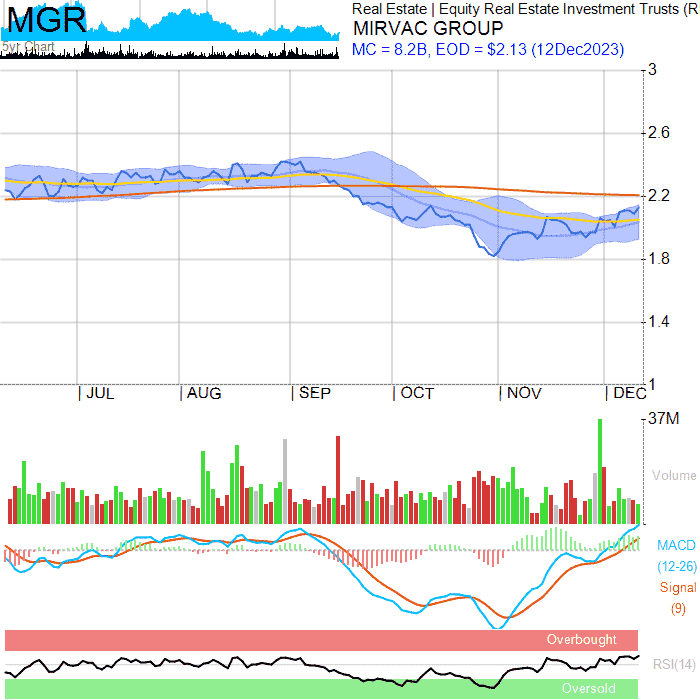 MGR
Real Estate | Equity Real Estate Investment Trusts (R
MIRVAC GROUP
5yr Chart
MC = 8.2B, EOD = $2.13 (12Dec2023)
3
2.6
2.2
1.8
1.4
1
| JUL | AUG | SEP | OCT | NOV | DEC
37M
Volume
MACD
(12-26)
Signal
(9)
Overbought
RSI(14)
Oversold